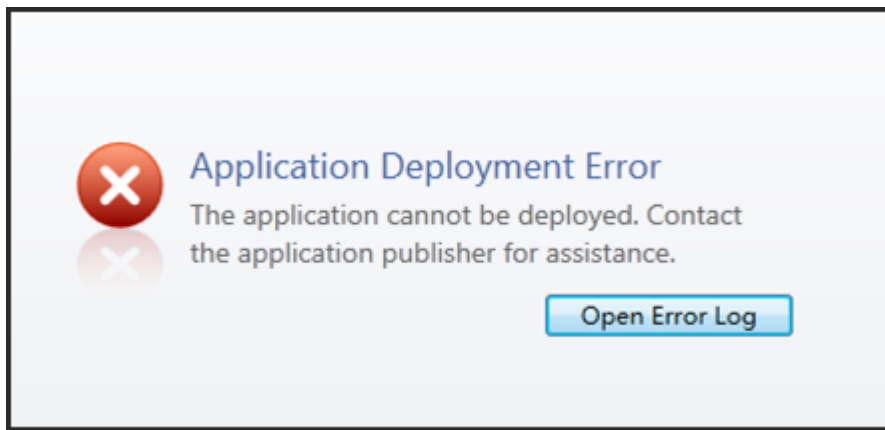 Application Deployment Error
The application cannot be deployed. Contact
the application publisher for assistance.
Open Error Log